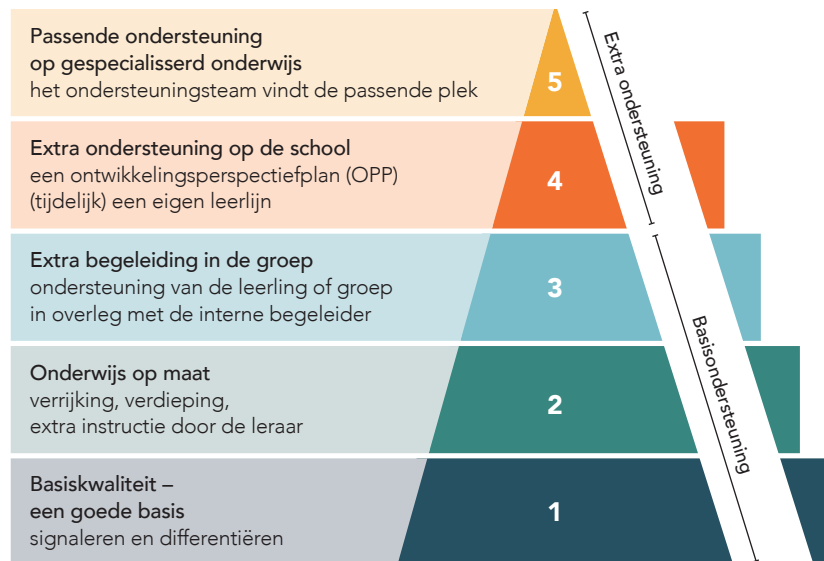 Passende ondersteuning
op gespecialisserd onderwijs
het ondersteuningsteam vindt de passende plek
5
Extra ondersteuning
Extra ondersteuning op de school
een ontwikkelingsperspectiefplan (OPP)
(tijdelijk) een eigen leerlijn
4
Extra begeleiding in de groep
ondersteuning van de leerling of groep
in overleg met de interne begeleider
3
Basisondersteuning
Onderwijs op maat
verrijking, verdieping,
extra instructie door de leraar
2
Basiskwaliteit –
een goede basis
signaleren en differentiëren
1